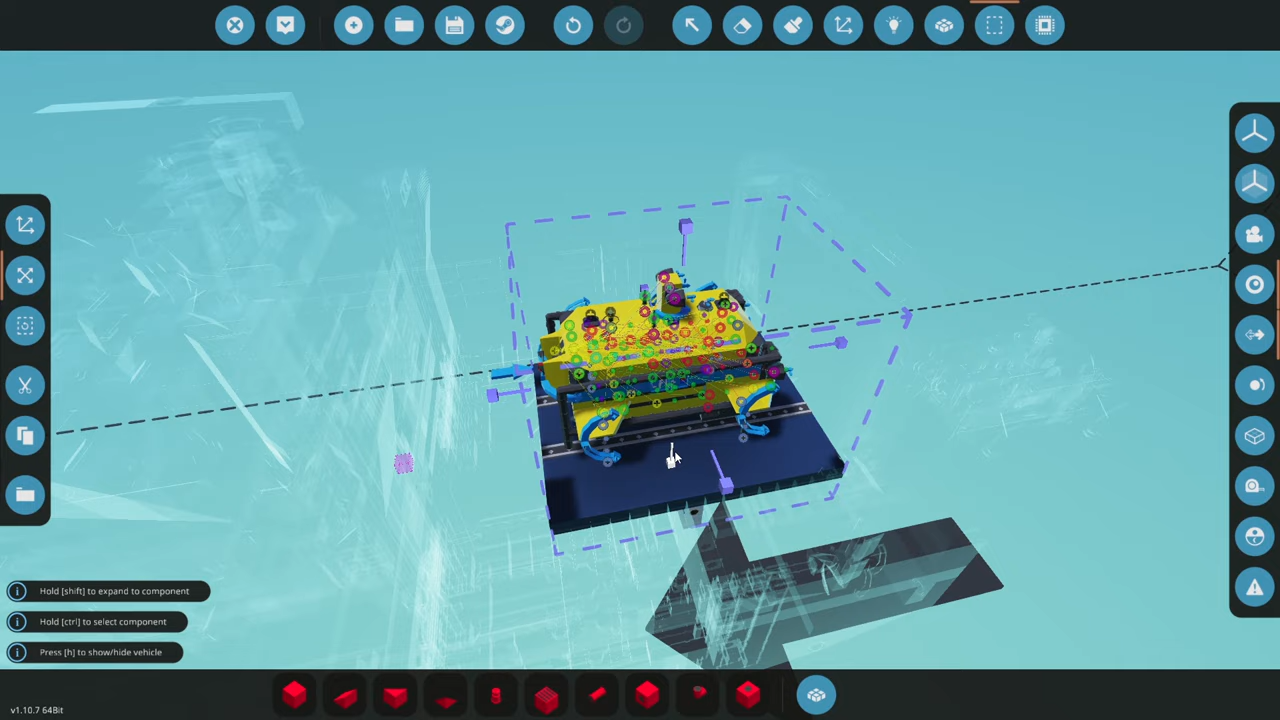 Hold [shift] to expand to component
Hold [ctrl] to select component
Press [h] to show/hide vehicle
v1.10.7 64Bit